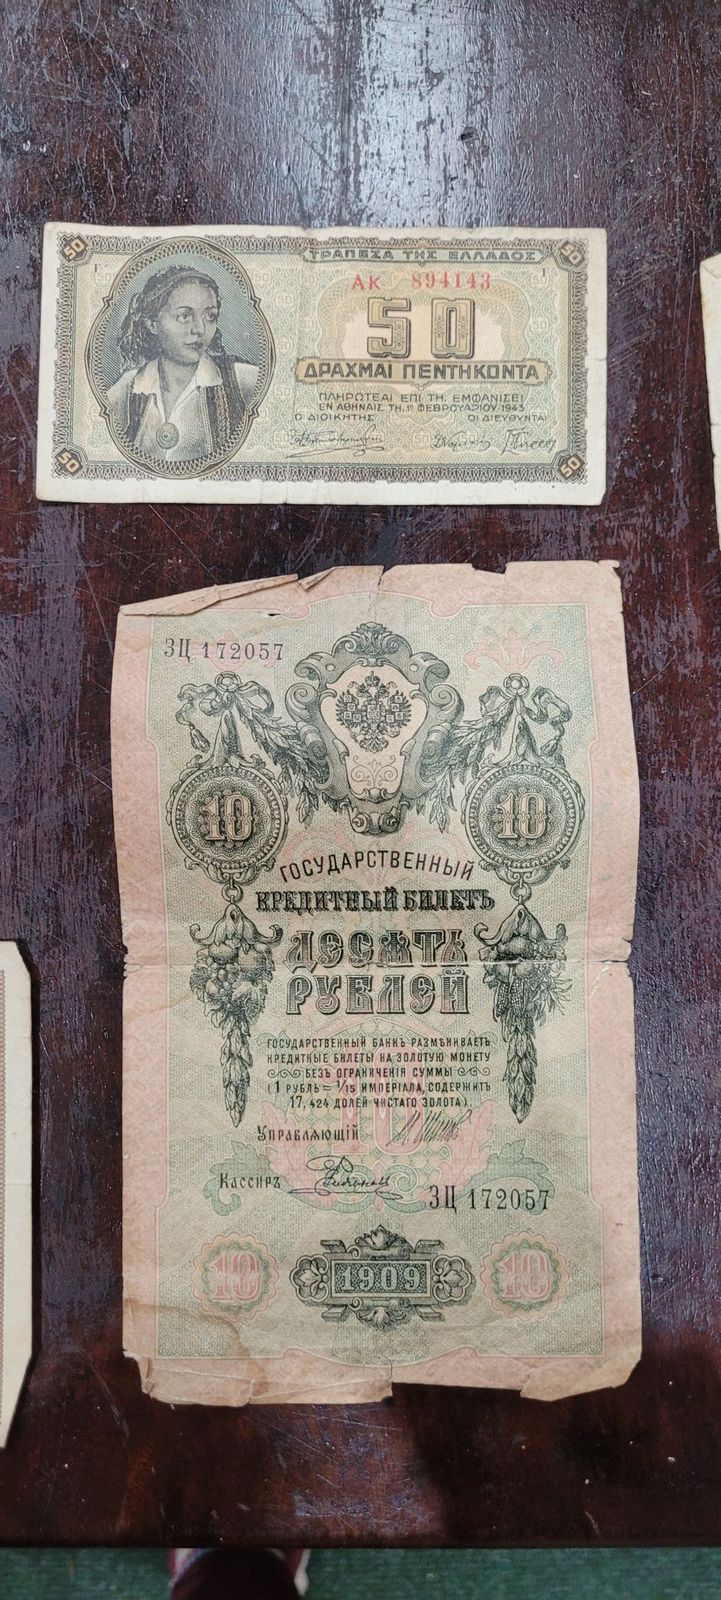 50
50
Γ
ΤΡΑΠΕΖΑ ΤΗΣ ΕΛΛΑΔΟΣ
Γ
ΑΚ 894143
50
ΔΡΑΧΜΑΙ ΠΕΝΤΗΚΟΝΤΑ
ΠΛΗΡΩΤΕΑΙ ΕΠΙ ΤΗ ΕΜΦΑΝΙΣΕΙ
ΕΝ ΑΘΗΝΑΙΣ ΤΗ, 1Η ΦΕΒΡΟΥΑΡΙΟΥ 1943
Ο ΔΙΟΙΚΗΤΗΣ ΟΙ ΔΙΕΥΘΥΝΤΑΙ
50
50
ЗЦ 172057
10
10
ГОСУДАРСТВЕННЫЙ
КРЕДИТНЫЙ БИЛЕТЪ
ДЕСЯТЬ
РУБЛЕЙ
ГОСУДАРСТВЕННЫЙ БАНКЪ РАЗМѢНИВАЕТЪ
КРЕДИТНЫЕ БИЛЕТЫ НА ЗОЛОТУЮ МОНЕТУ
БЕЗЪ ОГРАНИЧЕНІЯ СУММЫ
(1 РУБЛЬ = 1/15 ИМПЕРІАЛА, СОДЕРЖИТЪ
17,424 ДОЛЕЙ ЧИСТАГО ЗОЛОТА).
УПРАВЛЯЮЩІЙ
КАССИРЪ
ЗЦ 172057
10
1909
10